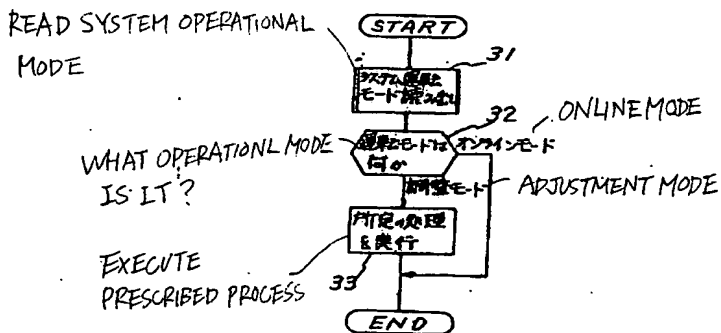 READ SYSTEM OPERATIONAL
MODE
START
31
システム運転
モード読み込む
32
ONLINE MODE
WHAT OPERATIONL MODE
IS IT?
運転モードは
何か
オンラインモード
調整モード
ADJUSTMENT MODE
所定の処理
を実行
33
EXECUTE
PRESCRIBED PROCESS
END